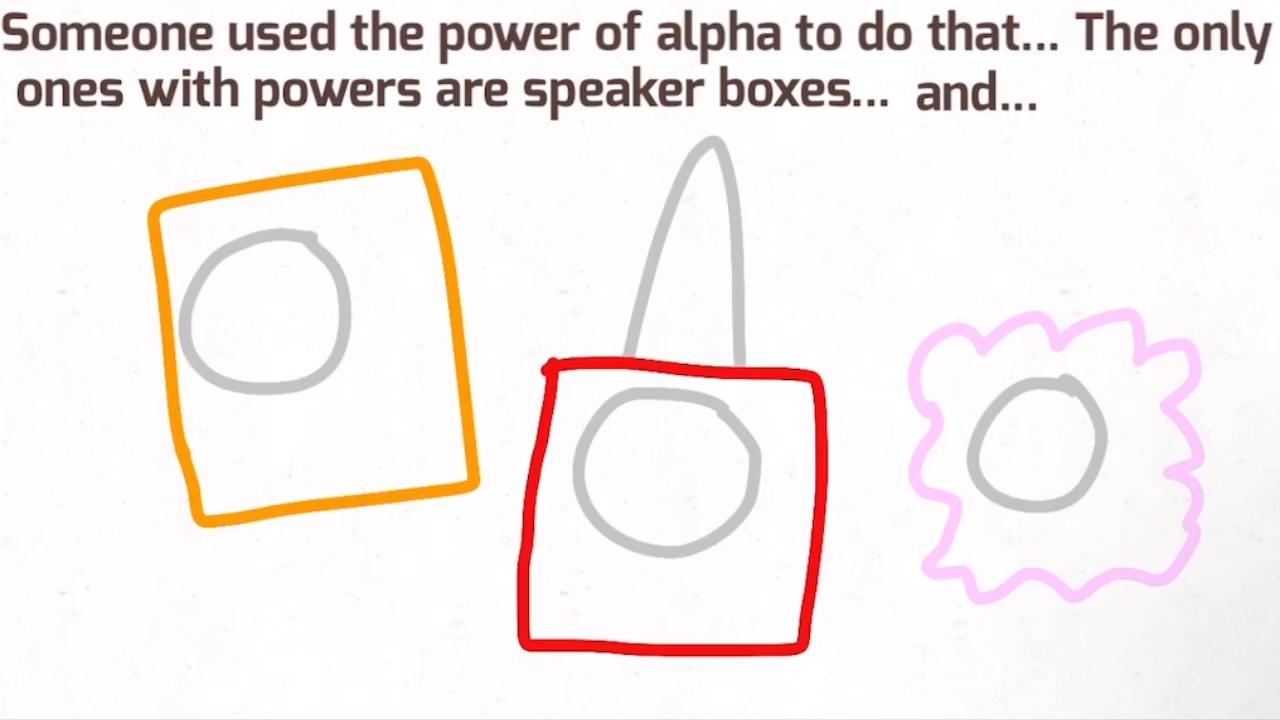 Someone used the power of alpha to do that... The only
ones with powers are speaker boxes... and...